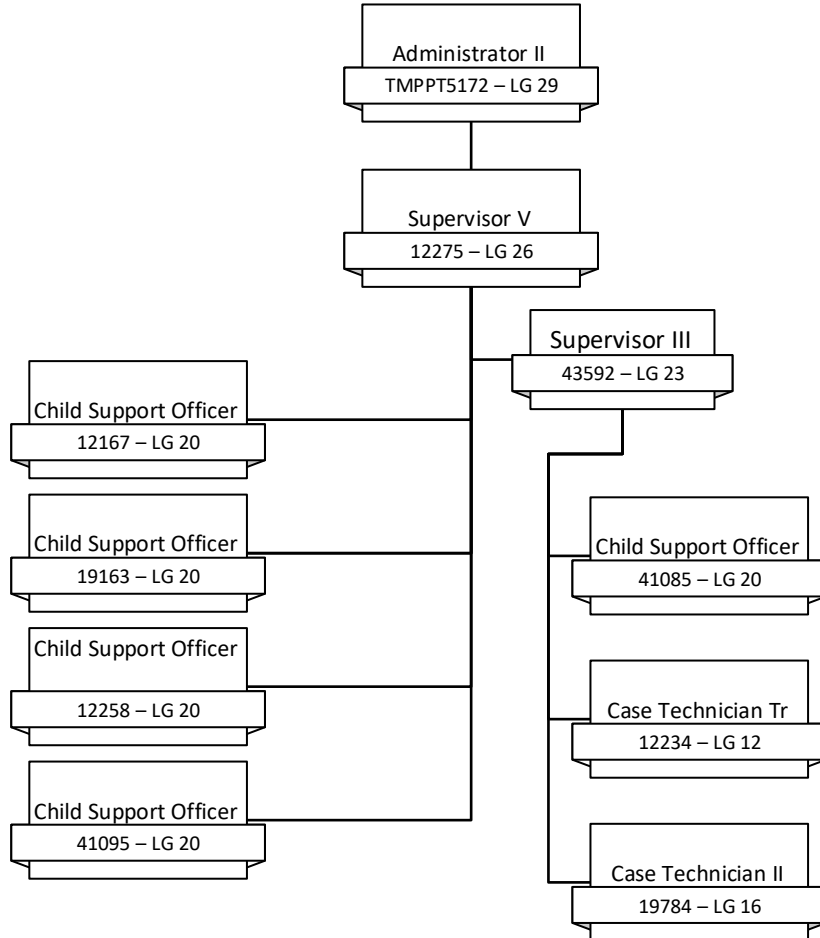 Administrator II
TMPPT5172 – LG 29
Supervisor V
12275 – LG 26
Supervisor III
43592 – LG 23
Child Support Officer
12167 – LG 20
Child Support Officer
19163 – LG 20
Child Support Officer
12258 – LG 20
Child Support Officer
41095 – LG 20
Child Support Officer
41085 – LG 20
Case Technician Tr
12234 – LG 12
Case Technician II
19784 – LG 16